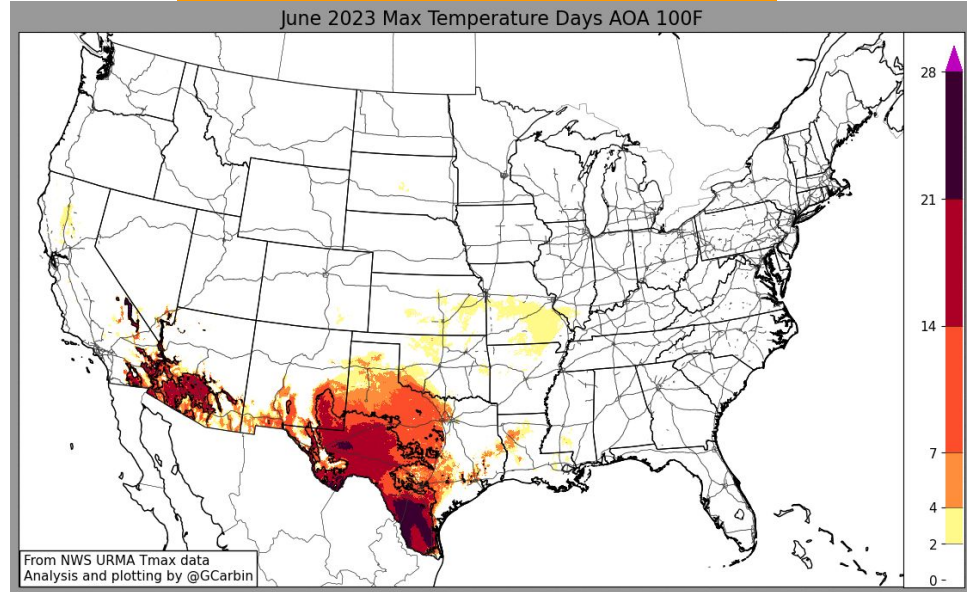 June 2023 Max Temperature Days AOA 100F
28
21
14
7
4
2
0
From NWS URMA Tmax data
Analysis and plotting by @GCarbin